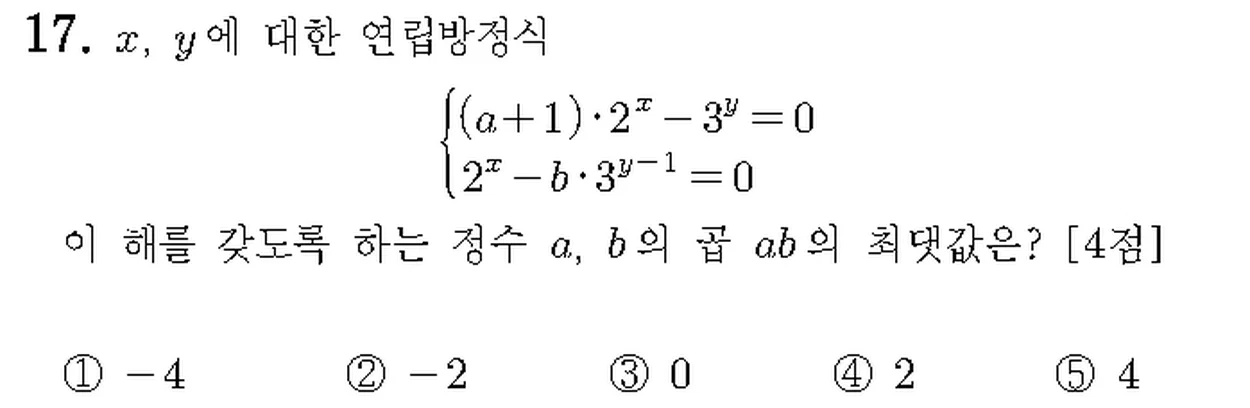 17. x, y에 대한 연립방정식
{(a+1)·2^x − 3^y = 0
2^x − b·3^{y−1} = 0
이 해를 갖도록 하는 정수 a, b의 곱 ab의 최댓값은? [4점]
① −4 ② −2 ③ 0 ④ 2 ⑤ 4